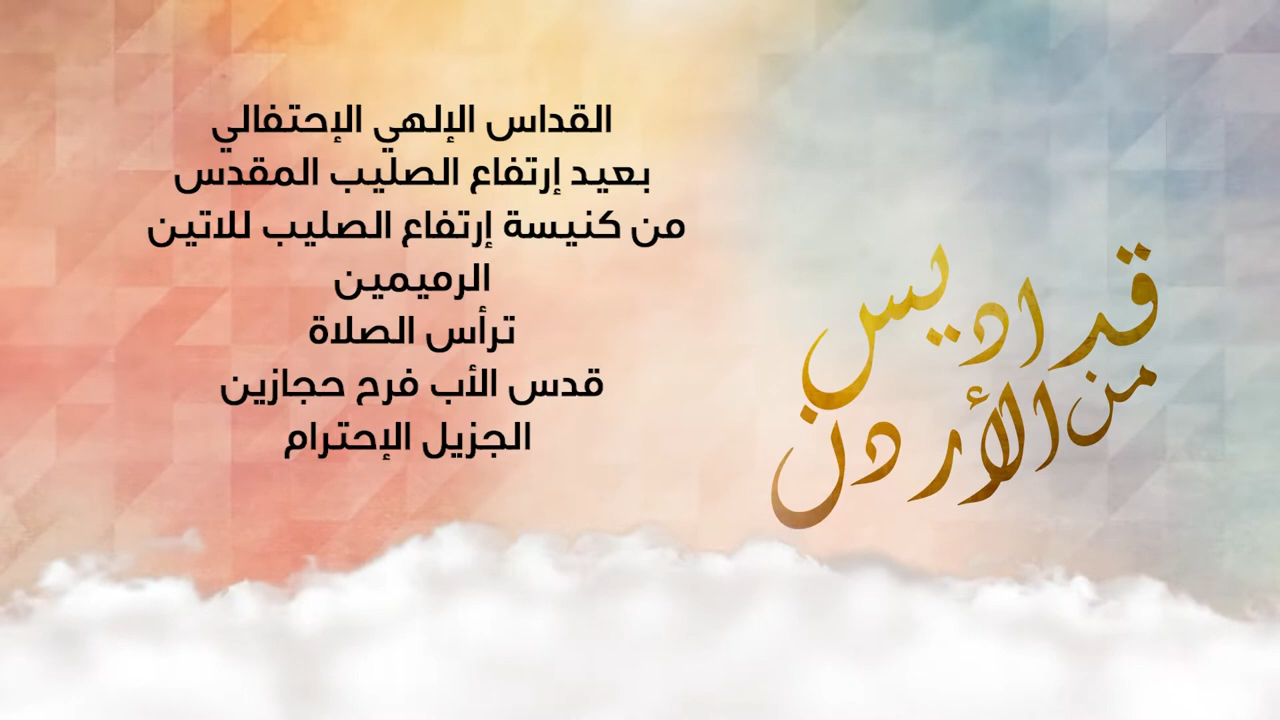 القداس الإلهي الإحتفالي
بعيد إرتفاع الصليب المقدس
من كنيسة إرتفاع الصليب للاتين
الرميمين
ترأس الصلاة
قدس الأب فرح حجازين
الجزيل الإحترام
قداديس
من الأردن